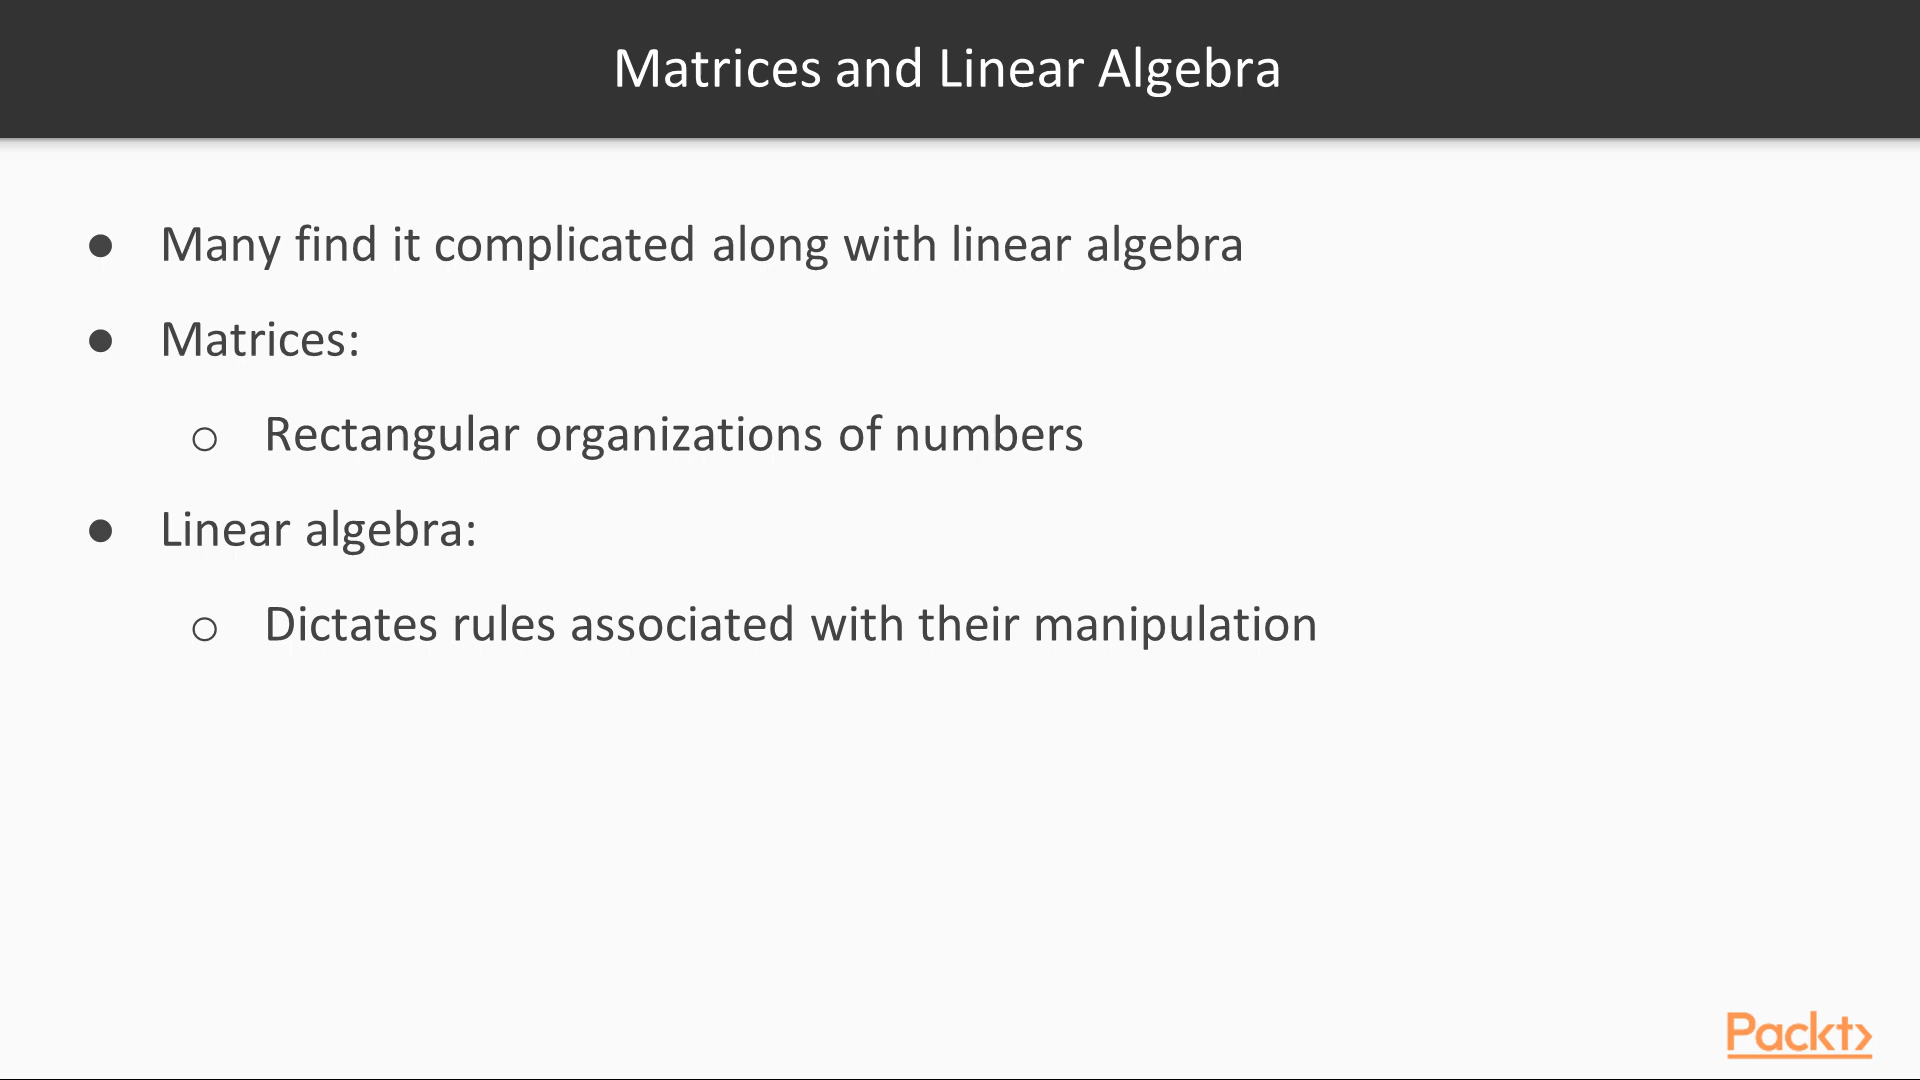 Matrices and Linear Algebra
● Many find it complicated along with linear algebra
● Matrices:
○ Rectangular organizations of numbers
● Linear algebra:
○ Dictates rules associated with their manipulation
Packt>